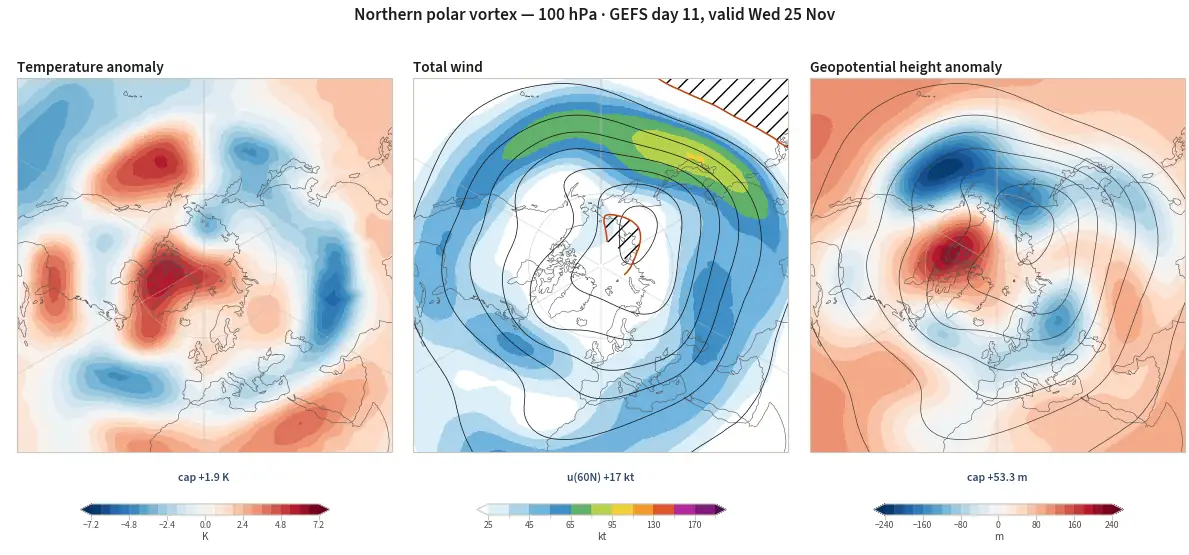 Northern polar vortex — 100 hPa · GEFS day 11, valid Wed 25 Nov
Temperature anomaly
Total wind
Geopotential height anomaly
cap +1.9 K
u(60N) +17 kt
cap +53.3 m
−7.2 −4.8 −2.4 0.0 2.4 4.8 7.2
K
25 45 65 95 130 170
kt
−240 −160 −80 0 80 160 240
m